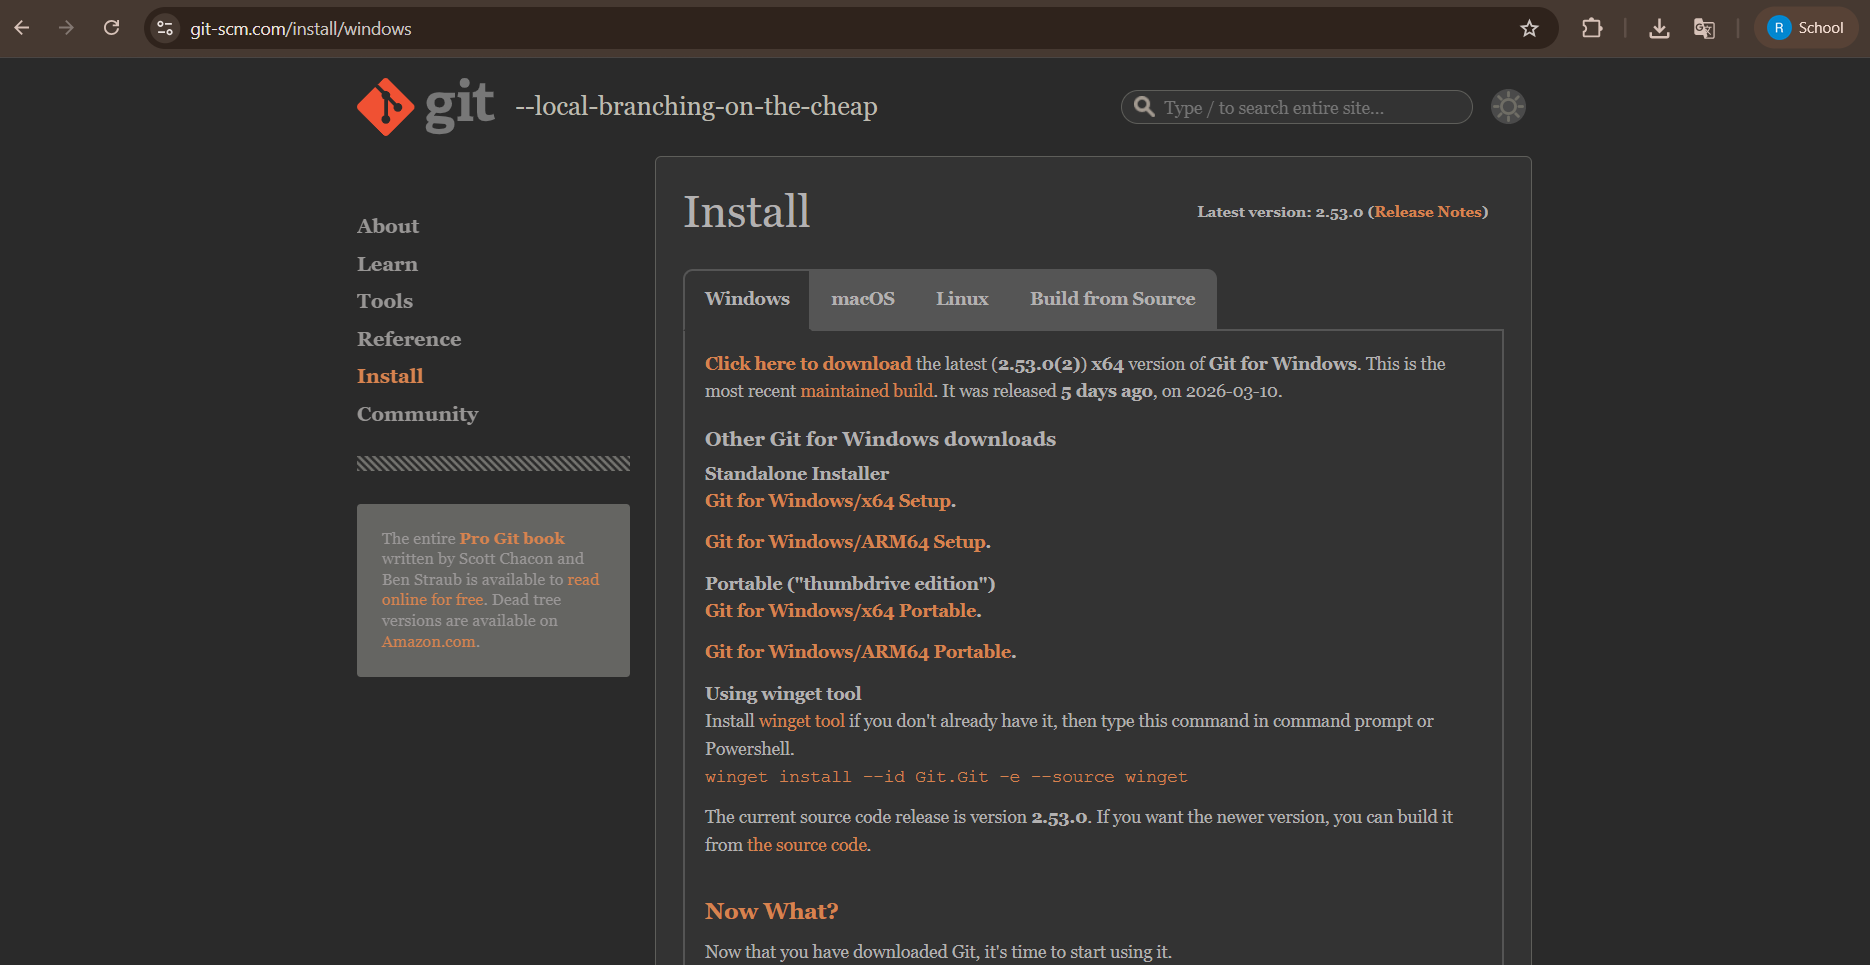 git-scm.com/install/windows
R School
git --local-branching-on-the-cheap
Type / to search entire site...
About
Learn
Tools
Reference
Install
Community
The entire Pro Git book
written by Scott Chacon and
Ben Straub is available to read
online for free. Dead tree
versions are available on
Amazon.com.
Install
Latest version: 2.53.0 (Release Notes)
Windows macOS Linux Build from Source
Click here to download the latest (2.53.0(2)) x64 version of Git for Windows. This is the
most recent maintained build. It was released 5 days ago, on 2026-03-10.
Other Git for Windows downloads
Standalone Installer
Git for Windows/x64 Setup.
Git for Windows/ARM64 Setup.
Portable ("thumbdrive edition")
Git for Windows/x64 Portable.
Git for Windows/ARM64 Portable.
Using winget tool
Install winget tool if you don't already have it, then type this command in command prompt or
Powershell.
winget install --id Git.Git -e --source winget
The current source code release is version 2.53.0. If you want the newer version, you can build it
from the source code.
Now What?
Now that you have downloaded Git, it's time to start using it.